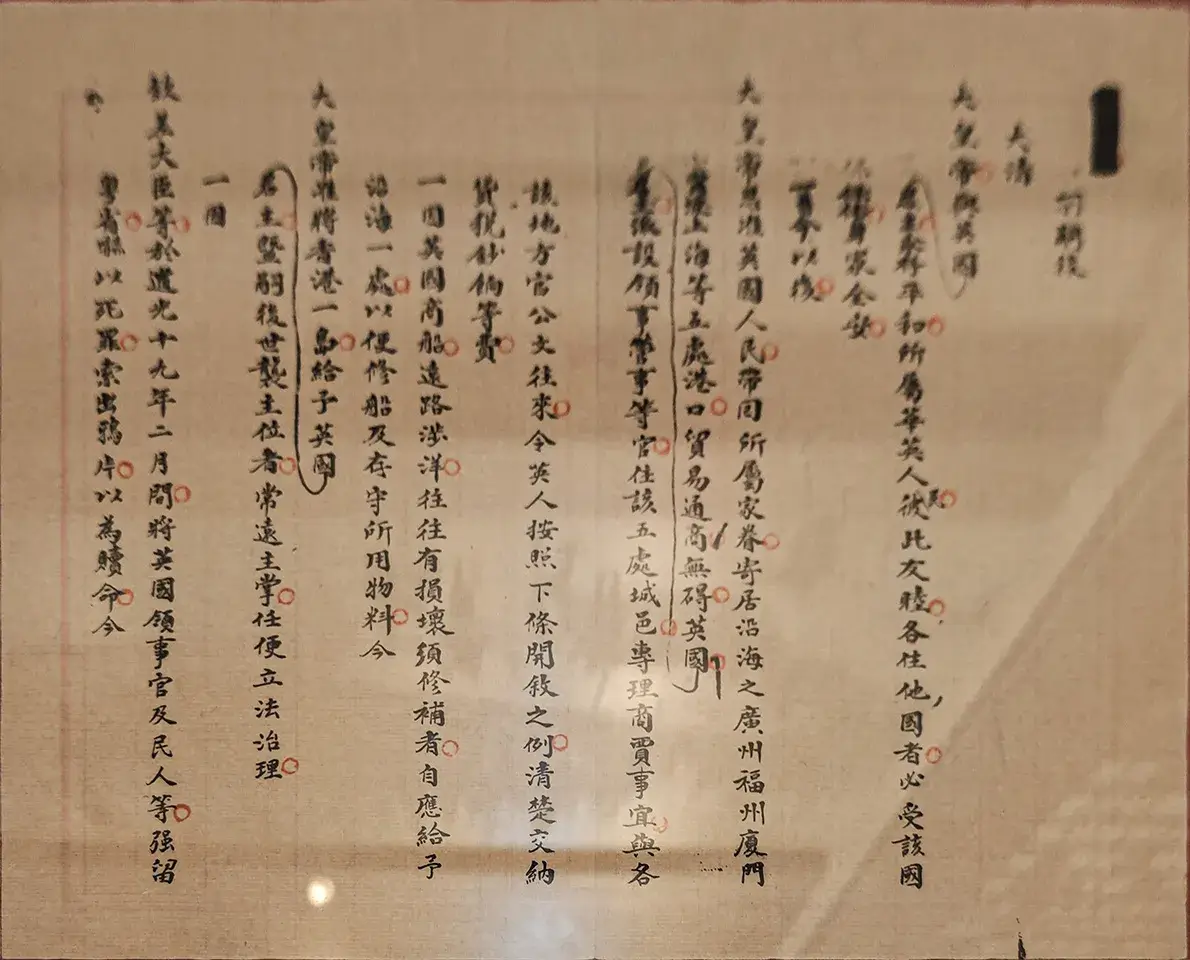 大清
大皇帝與英國
君主永存平和所屬華英人民彼此友睦各住他國者必受該國
保佑身家全安
一自今以後
大皇帝恩准英國人民帶同所屬家眷寄居沿海之廣州福州廈門
寧波上海等五處港口貿易通商無碍英國
君主派設領事管事等官住該五處城邑專理商賈事宜與各
該地方官公文往來令英人按照下條開敘之例清楚交納
貨稅鈔餉等費
一因英國商船遠路涉洋往往有損壞須修補者自應給予
沿海一處以便修船及存守所用物料今
大皇帝准將香港一島給予英國
君主暨嗣後世襲主位者常遠主掌任便立法治理
一因
欽差大臣等於道光十九年二月間將英國領事官及民人等强留
粵省嚇以死罪索出鴉片以為贖命今